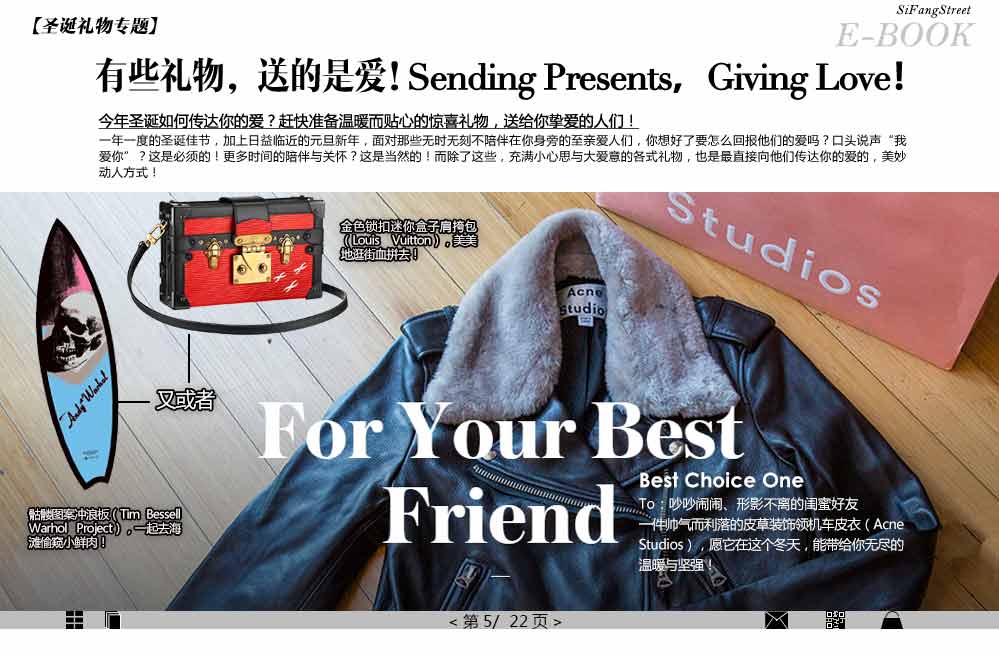 【圣诞礼物专题】
SiFangStreet
E-BOOK
有些礼物，送的是爱！Sending Presents，Giving Love！
今年圣诞如何传达你的爱？赶快准备温暖而贴心的惊喜礼物，送给你挚爱的人们！
一年一度的圣诞佳节，加上日益临近的元旦新年，面对那些无时无刻不陪伴在你身旁的至亲爱人们，你想好了要怎么回报他们的爱吗？口头说声“我
爱你”？这是必须的！更多时间的陪伴与关怀？这是当然的！而除了这些，充满小心思与大爱意的各式礼物，也是最直接向他们传达你的爱的，美妙
动人方式！
金色锁扣迷你盒子肩挎包
（Louis Vuitton），美美
地逛街血拼去！
Studios
Acne
Studios
Andy Warhol
又或者
For Your Best
Friend
Best Choice One
To：吵吵闹闹、形影不离的闺蜜好友
一件帅气而利落的皮草装饰领机车皮衣（Acne
Studios），愿它在这个冬天，能带给你无尽的
温暖与坚强！
骷髅图案冲浪板（Tim Bessell
Warhol Project），一起去海
滩偷窥小鲜肉！
< 第 5/ 22 页 >